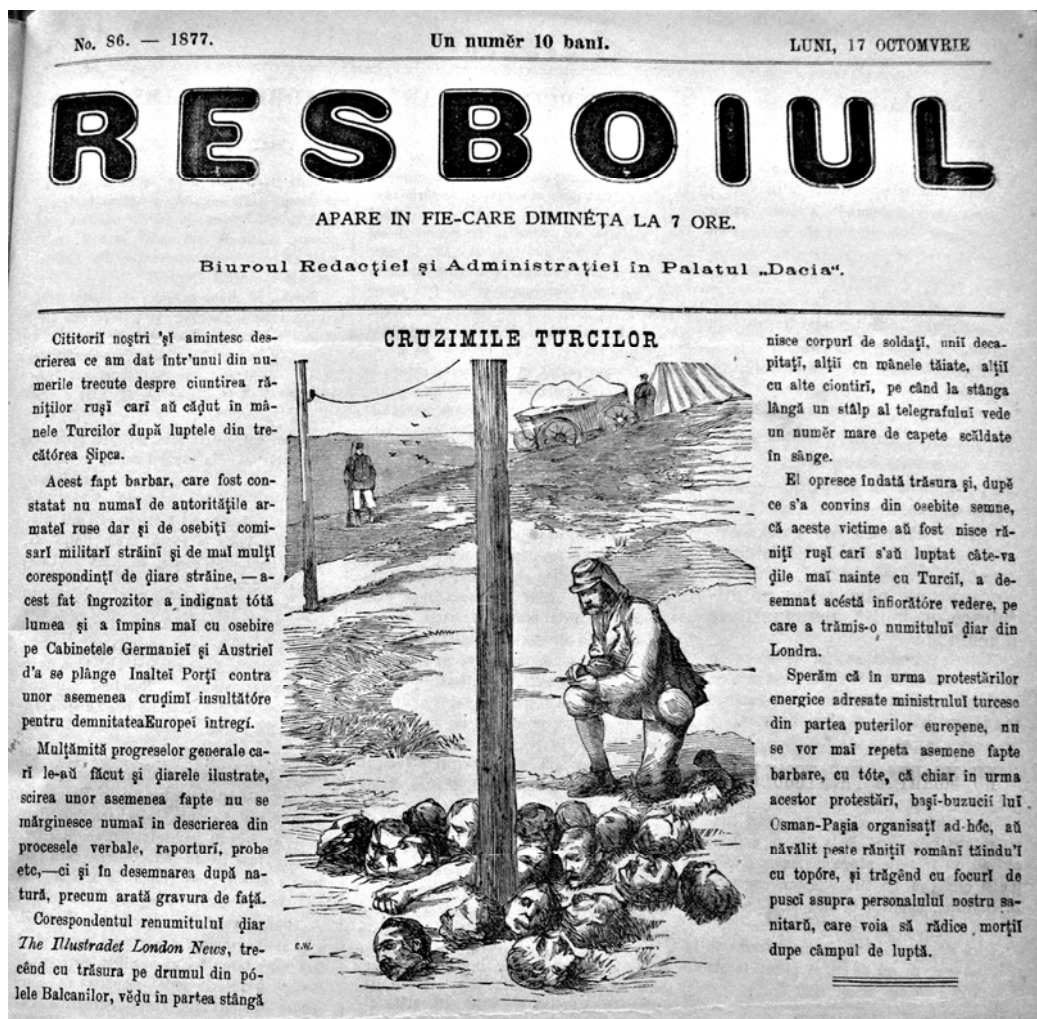 No. 86. — 1877.
Un număr 10 banĭ.
LUNI, 17 OCTOMVRIE
RESBOIUL
APARE IN FIE-CARE DIMINÉȚA LA 7 ORE.
Biuroul Redacțieĭ și Administrațieĭ în Palatul „Dacia“.
Cititoriĭ noștri 'șĭ amintesc des-
crierea ce am dat într'unul din nu-
merile trecute despre ciuntirea ră-
niților rușĭ carĭ aŭ cădut in mâ-
nele Turcilor după luptele din tre-
cătórea Șipca.
Acest fapt barbar, care fost con-
statat nu numaĭ de autoritățile ar-
mateĭ ruse dar și de osebițĭ comi-
sarĭ militarĭ străinĭ și de maĭ mulțĭ
corespondințĭ de ḑiare străine, — a-
cest fat îngrozitor a indignat tótă
lumea și a împins maĭ cu osebire
pe Cabinetele Germanieĭ și Austrieĭ
d'a se plânge Inalteĭ Porțĭ contra
unor asemenea cruḑimĭ insultătóre
pentru demnitateaEuropeĭ întregĭ.
Mulțămită progreselor generale ca-
rĭ le-aŭ făcut și ḑiarele ilustrate,
scirea unor asemenea fapte nu se
mărginesce numaĭ in descrierea din
procesele verbale, raporturĭ, probe
etc,—ci și în desemnarea după na-
tură, precum arată gravura de față.
Corespondentul renumituluĭ ḑiar
The Illustradet London News, tre-
cênd cu trăsura pe drumul din pó-
lele Balcanilor, vĕḑu in partea stângă
CRUZIMILE TURCILOR
C.W.
nisce corpurĭ de soldațĭ, uniĭ deca-
pitațĭ, alțiĭ cn mânele tăiate, alțiĭ
cu alte ciontirĭ, pe când la stânga
lângă un stâlp al telegrafuluĭ vede
un numĕr mare de capete scăldate
în sânge.
El opresce îndată trăsura și, dupĕ
ce s'a convins din osebite semne,
că aceste victime aŭ fost nisce ră-
nițĭ rușĭ carĭ s'aŭ luptat câte-va
ḑile maĭ nainte cu Turciĭ, a de-
semnat acéstă înfiorătóre vedere, pe
care a trămis-o numituluĭ ḑiar din
Londra.
Sperăm că în urma protestărilor
energice adresate ministruluĭ turcesc
din partea puterilor europene, nu
se vor maĭ repeta asemene fapte
barbare, cu tóte, că chiar în urma
acestor protestărĭ, bașĭ-buzuciĭ luĭ
Osman-Pașia organisațĭ ad-hóc, aŭ
năvălit peste rănițiĭ românĭ tăindu'ĭ
cu topóre, și trăgênd cu focurĭ de
puscĭ asupra personaluluĭ nostru sa-
nitarŭ, care voia să rădice morțiĭ
dupe câmpul de luptă.